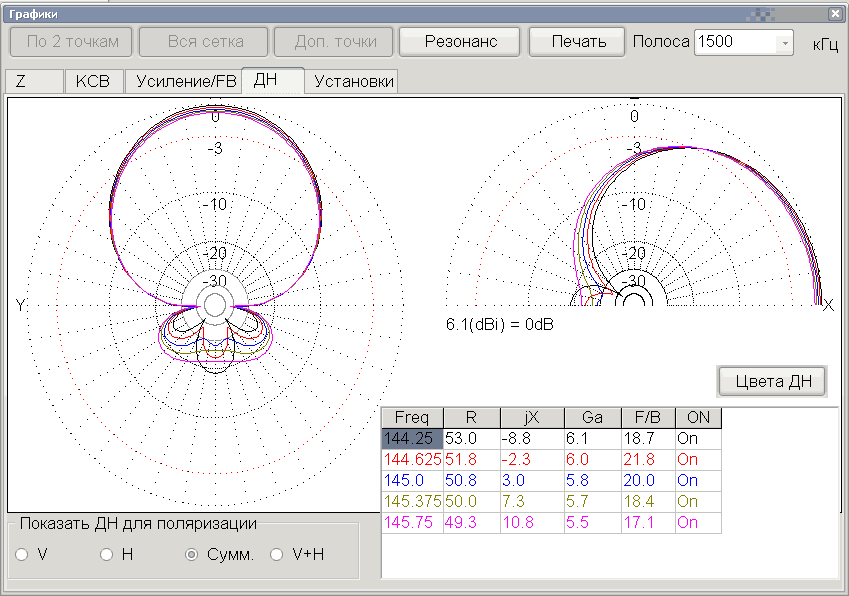 Графики
По 2 точкам Вся сетка Доп. точки Резонанс Печать Полоса 1500 кГц
Z КСВ Усиление/FB ДН Установки
0 0
-3 -3
-10 -10
-20 -20
-30 -30
Y X
6.1(dBi) = 0dB
Цвета ДН
Freq R jX Ga F/B ON
144.25 53.0 -8.8 6.1 18.7 On
144.625 51.8 -2.3 6.0 21.8 On
145.0 50.8 3.0 5.8 20.0 On
145.375 50.0 7.3 5.7 18.4 On
145.75 49.3 10.8 5.5 17.1 On
Показать ДН для поляризации
V H Сумм. V+H